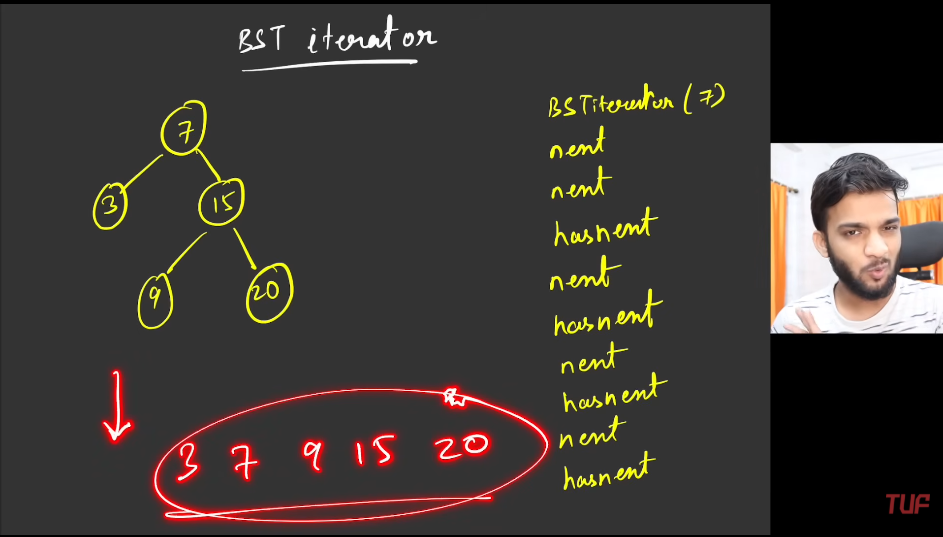 BST iterator
7
3
15
9
20
3 7 9 15 20
BSTiterator(7)
next
next
hasnext
next
hasnext
next
hasnext
next
hasnext
TUF